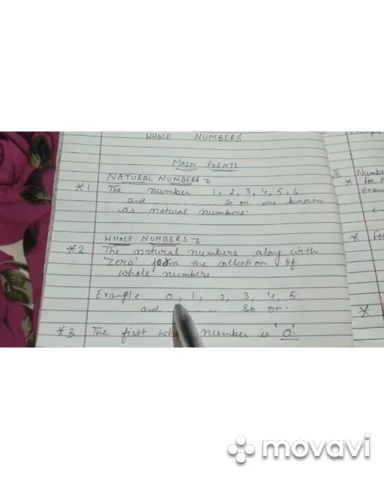 WHOLE NUMBERS
MAIN POINTS
NATURAL NUMBERS :
*1 The number 1, 2, 3, 4, 5, 6
and so on are known
as natural numbers.
WHOLE NUMBERS :
*2 The natural numbers along with
'zero' form the collection of
whole numbers
Example 0, 1, 2, 3, 4, 5
and so on.
*3 The first number is '0'
Number
movavi